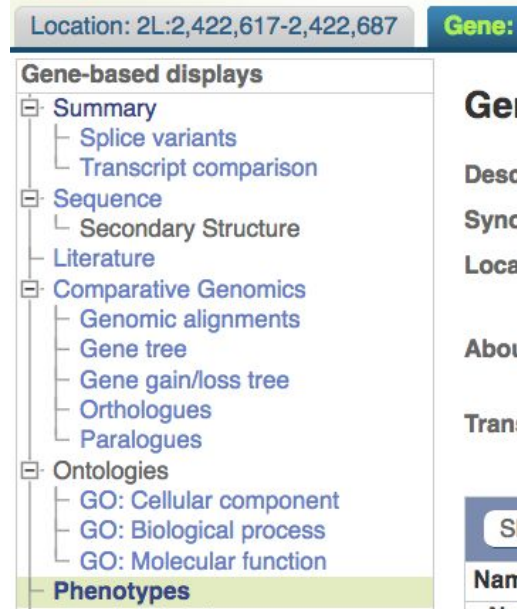 Location: 2L:2,422,617-2,422,687
Gene:
Gene-based displays
Summary
Splice variants
Transcript comparison
Sequence
Secondary Structure
Literature
Comparative Genomics
Genomic alignments
Gene tree
Gene gain/loss tree
Orthologues
Paralogues
Ontologies
GO: Cellular component
GO: Biological process
GO: Molecular function
Phenotypes